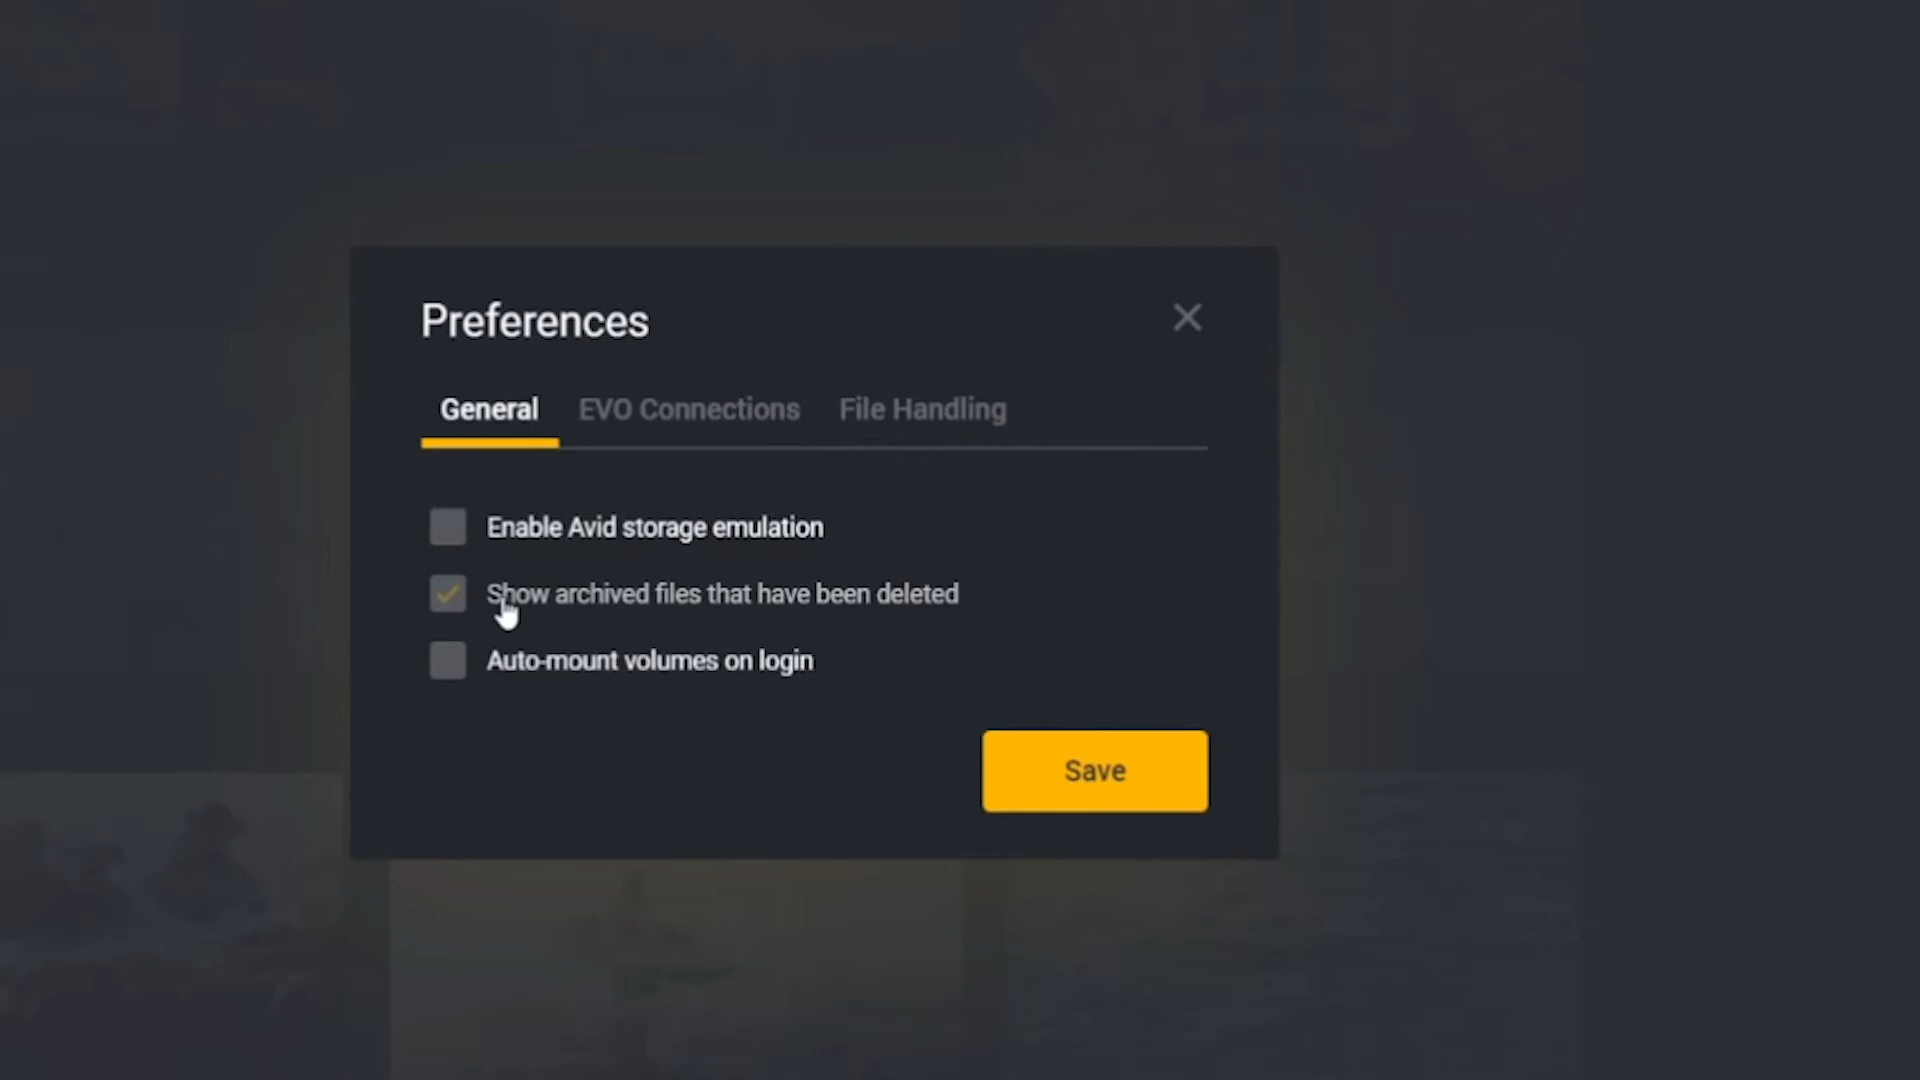 Preferences
General EVO Connections File Handling
Enable Avid storage emulation
Show archived files that have been deleted
Auto-mount volumes on login
Save